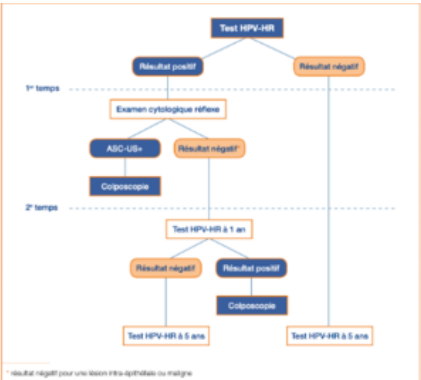 Test HPV-HR
Résultat positif
Résultat négatif
1er temps
Examen cytologique réflexe
ASC-US+
Résultat négatif*
Colposcopie
2e temps
Test HPV-HR à 1 an
Résultat négatif
Résultat positif
Colposcopie
Test HPV-HR à 5 ans
Test HPV-HR à 5 ans
* résultat négatif pour une lésion intra-épithéliale ou maligne